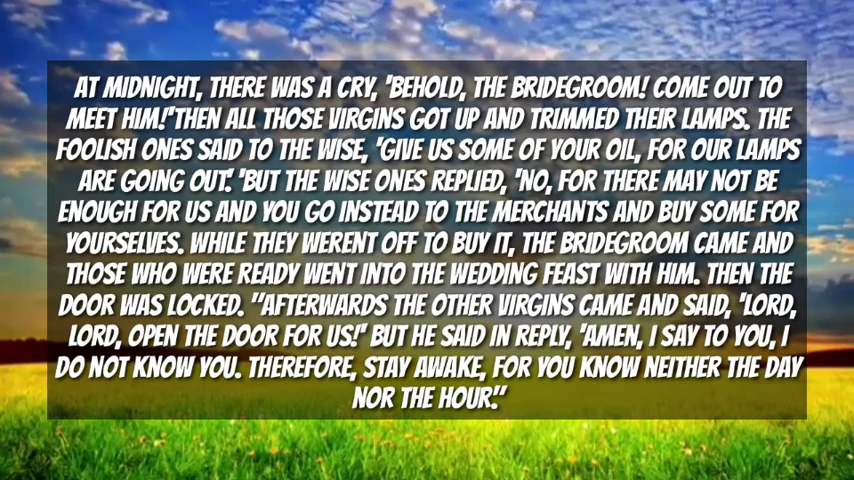 AT MIDNIGHT, THERE WAS A CRY, 'BEHOLD, THE BRIDEGROOM! COME OUT TO
MEET HIM!'THEN ALL THOSE VIRGINS GOT UP AND TRIMMED THEIR LAMPS. THE
FOOLISH ONES SAID TO THE WISE, 'GIVE US SOME OF YOUR OIL, FOR OUR LAMPS
ARE GOING OUT.' 'BUT THE WISE ONES REPLIED, 'NO, FOR THERE MAY NOT BE
ENOUGH FOR US AND YOU GO INSTEAD TO THE MERCHANTS AND BUY SOME FOR
YOURSELVES. WHILE THEY WERENT OFF TO BUY IT, THE BRIDEGROOM CAME AND
THOSE WHO WERE READY WENT INTO THE WEDDING FEAST WITH HIM. THEN THE
DOOR WAS LOCKED. "AFTERWARDS THE OTHER VIRGINS CAME AND SAID, 'LORD,
LORD, OPEN THE DOOR FOR US!' BUT HE SAID IN REPLY, 'AMEN, I SAY TO YOU, I
DO NOT KNOW YOU. THEREFORE, STAY AWAKE, FOR YOU KNOW NEITHER THE DAY
NOR THE HOUR."